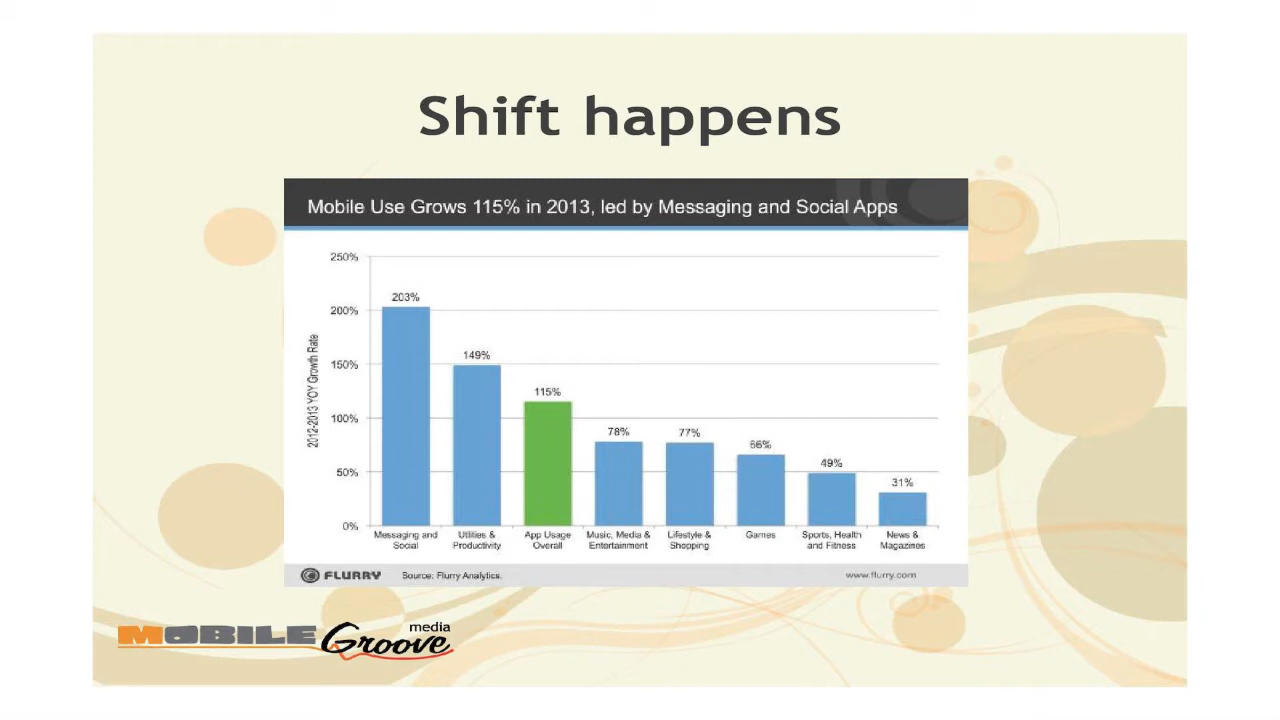 Shift happens
Mobile Use Grows 115% in 2013, led by Messaging and Social Apps
2012-2013 YOY Growth Rate
250%
200%
150%
100%
50%
0%
203%
149%
115%
78%
77%
66%
49%
31%
Messaging and
Social
Utlities &
Productivity
App Usage
Overall
Music, Media &
Entertainment
Lifestyle &
Shopping
Games
Sports, Health
and Fitness
News &
Magazines
FLURRY
Source: Flurry Analytics.
www.flurry.com
MOBILE Groove media